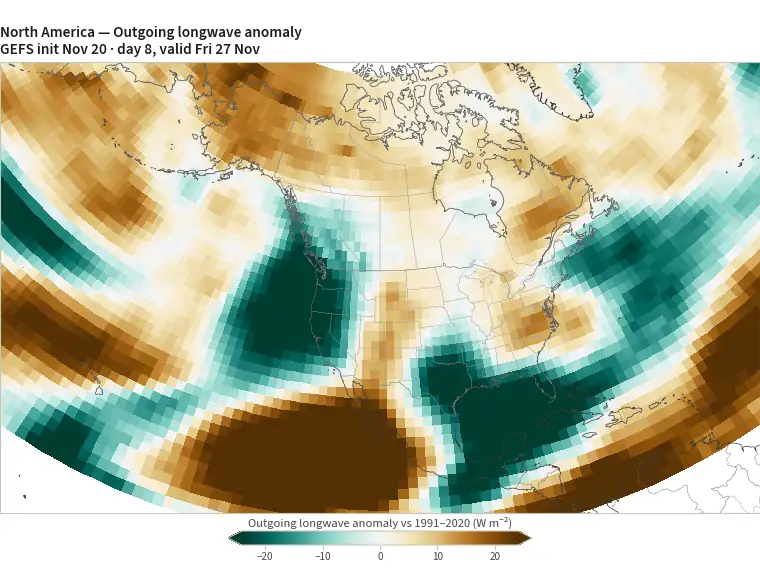 North America — Outgoing longwave anomaly
GEFS init Nov 20 · day 8, valid Fri 27 Nov
Outgoing longwave anomaly vs 1991–2020 (W m⁻²)
−20 −10 0 10 20